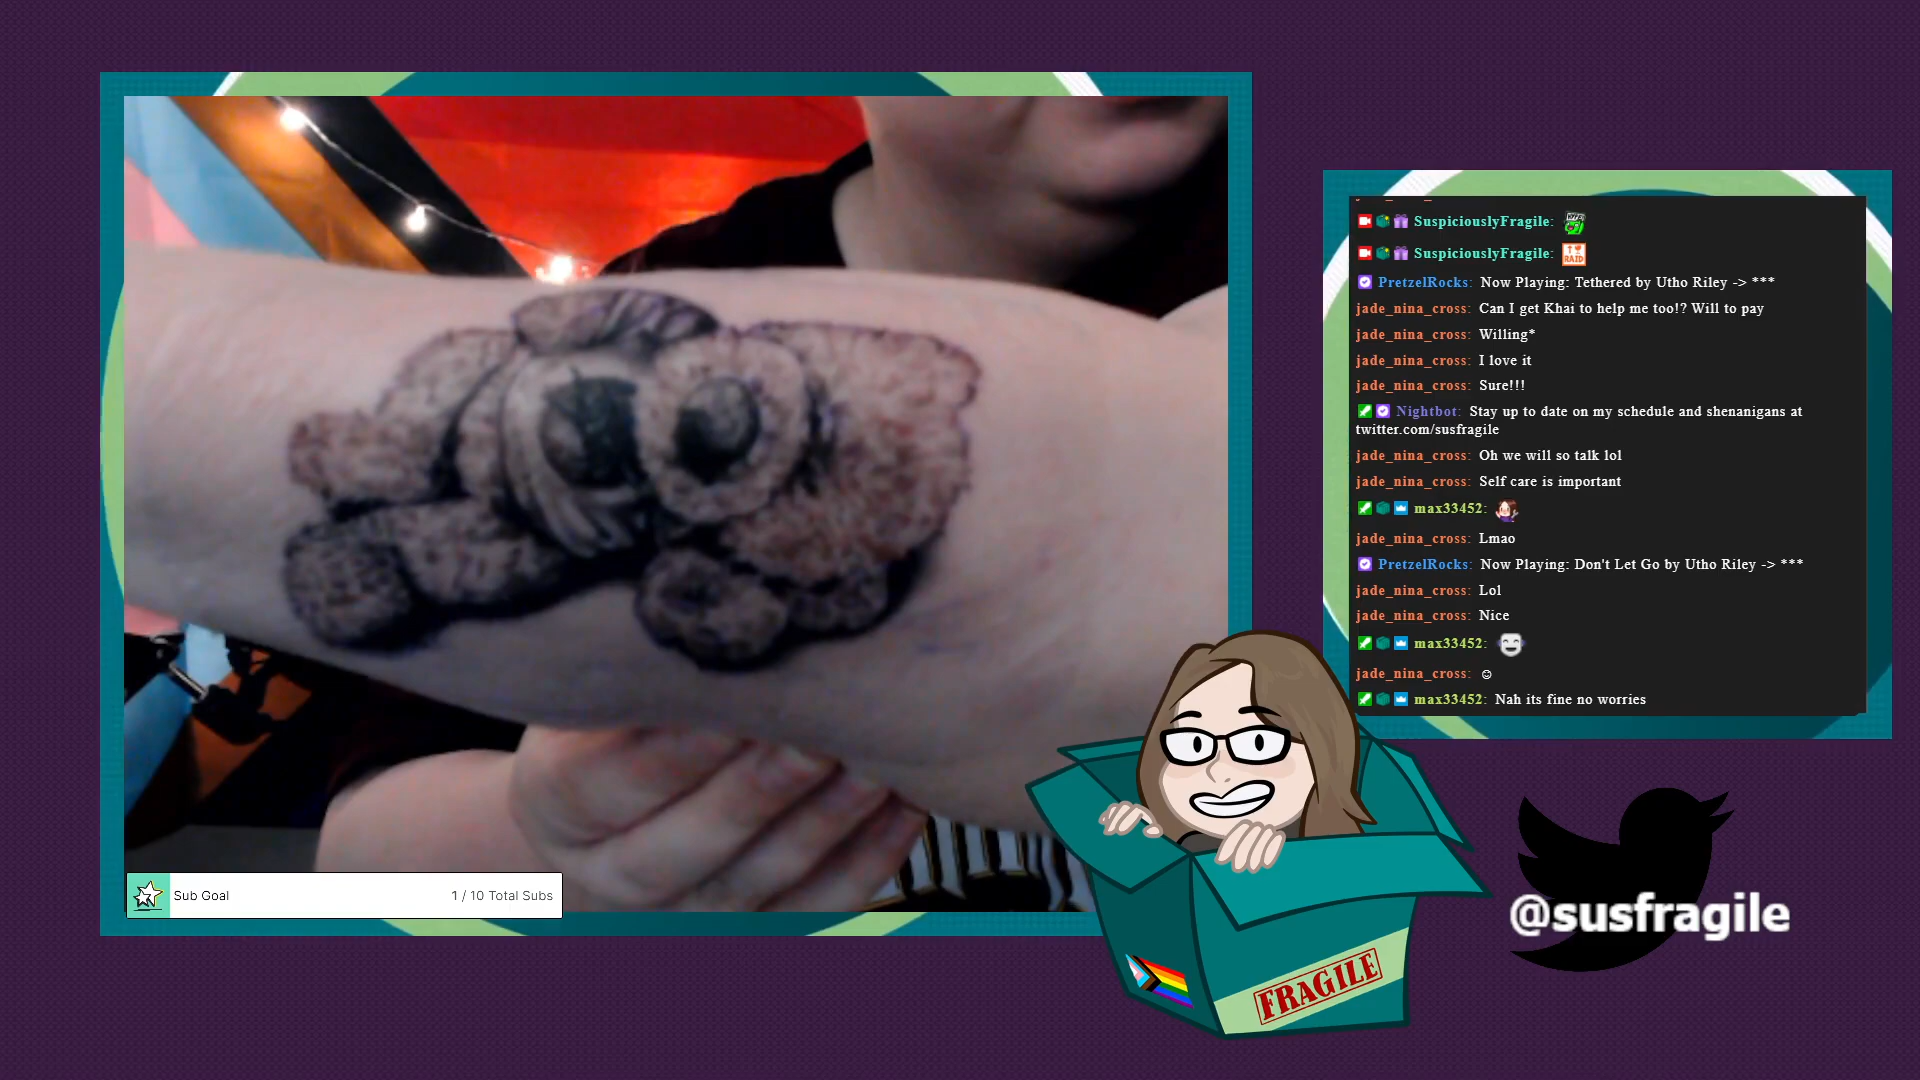 SuspiciouslyFragile:
SuspiciouslyFragile: RAID
PretzelRocks: Now Playing: Tethered by Utho Riley -> ***
jade_nina_cross: Can I get Khai to help me too!? Will to pay
jade_nina_cross: Willing*
jade_nina_cross: I love it
jade_nina_cross: Sure!!!
Nightbot: Stay up to date on my schedule and shenanigans at
twitter.com/susfragile
jade_nina_cross: Oh we will so talk lol
jade_nina_cross: Self care is important
max33452:
jade_nina_cross: Lmao
PretzelRocks: Now Playing: Don't Let Go by Utho Riley -> ***
jade_nina_cross: Lol
jade_nina_cross: Nice
max33452:
jade_nina_cross: ☺
max33452: Nah its fine no worries
Sub Goal 1 / 10 Total Subs
@susfragile
FRAGILE